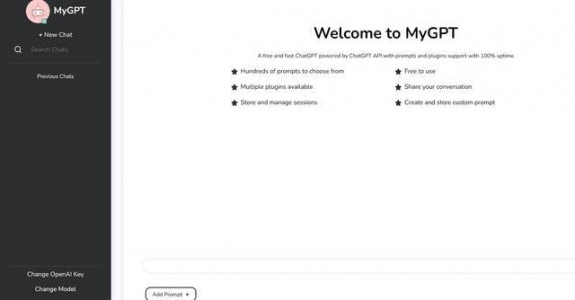 MyGPT
+ New Chat
Search Chats
Previous Chats
Change OpenAI Key
Change Model
Welcome to MyGPT
A free and fast ChatGPT powered by ChatGPT API with prompts and plugins support with 100% uptime
Hundreds of prompts to choose from
Free to use
Multiple plugins available
Share your conversation
Store and manage sessions
Create and store custom prompt
Add Prompt +